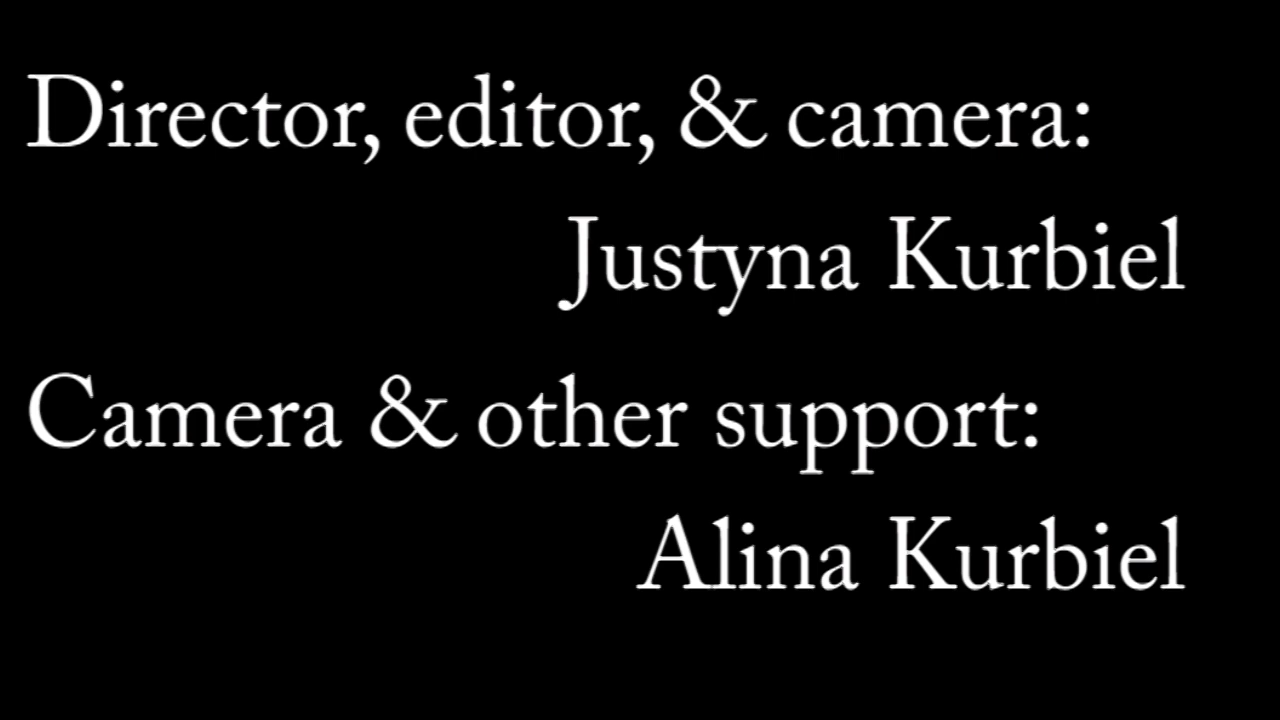 Director, editor, & camera:
Justyna Kurbiel
Camera & other support:
Alina Kurbiel